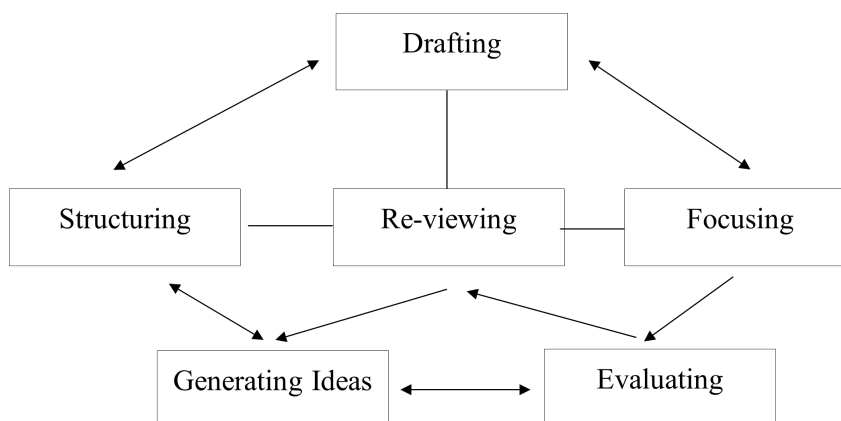 Drafting
Structuring
Re-viewing
Focusing
Generating Ideas
Evaluating